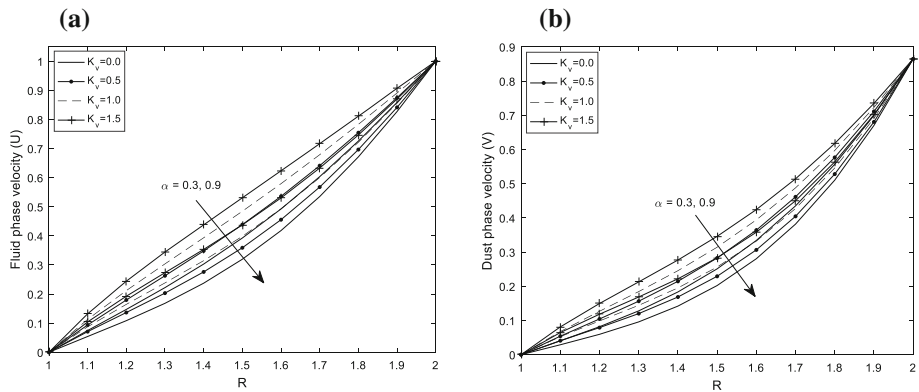 (a)
K_v=0.0
K_v=0.5
K_v=1.0
K_v=1.5
α = 0.3, 0.9
Fluid phase velocity (U)
1
0.9
0.8
0.7
0.6
0.5
0.4
0.3
0.2
0.1
0
1 1.1 1.2 1.3 1.4 1.5 1.6 1.7 1.8 1.9 2
R
(b)
K_v=0.0
K_v=0.5
K_v=1.0
K_v=1.5
α = 0.3, 0.9
Dust phase velocity (V)
0.9
0.8
0.7
0.6
0.5
0.4
0.3
0.2
0.1
0
1 1.1 1.2 1.3 1.4 1.5 1.6 1.7 1.8 1.9 2
R